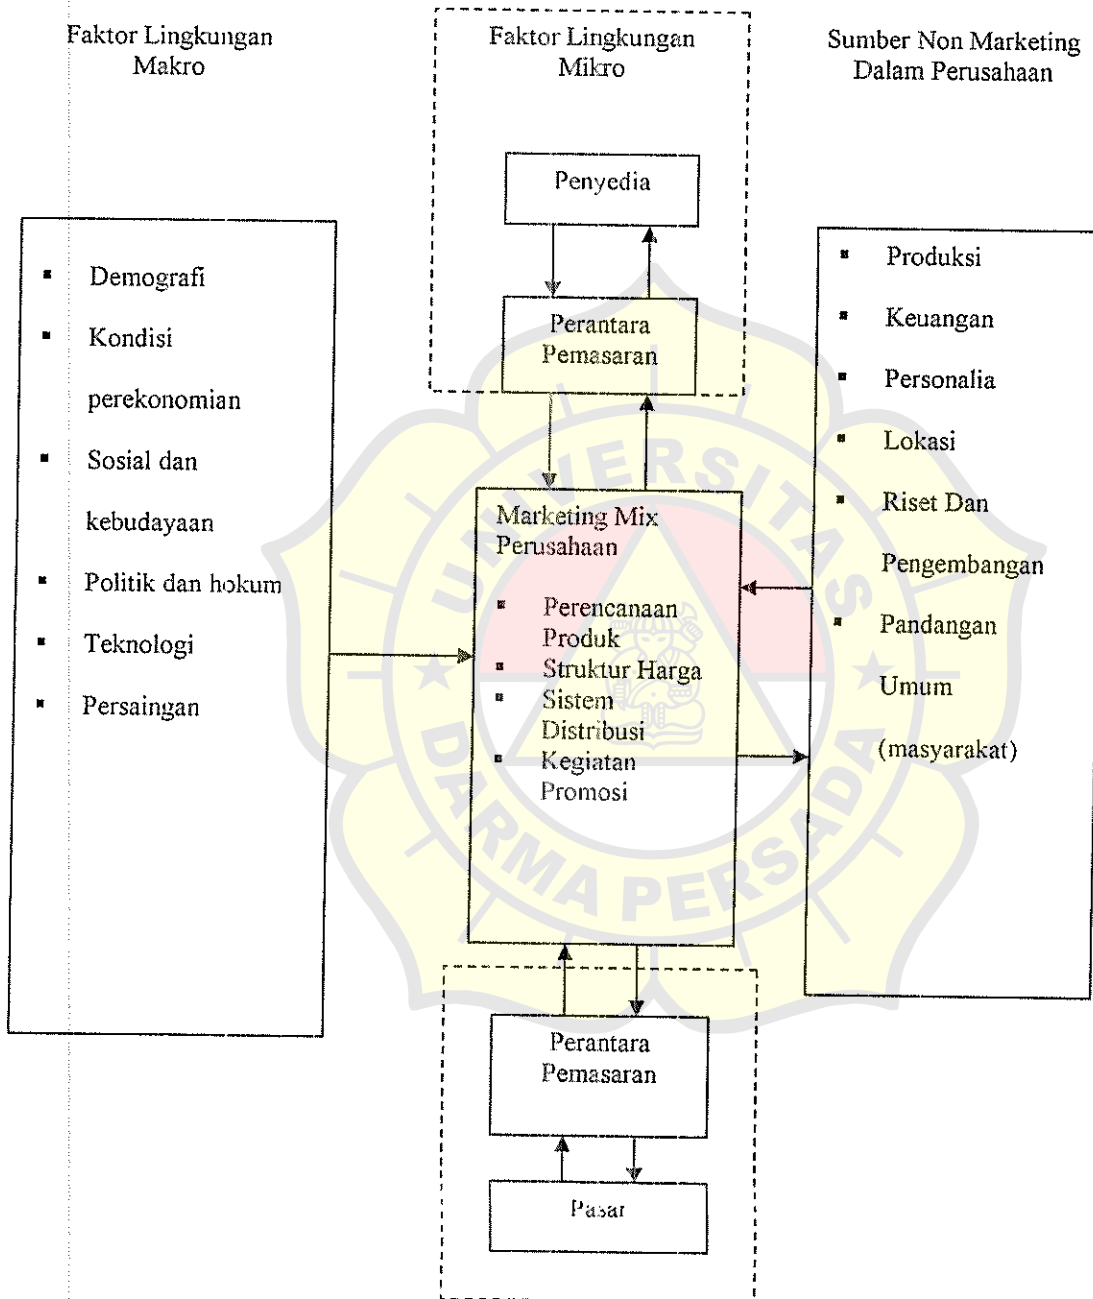 Faktor Lingkungan
Makro
Faktor Lingkungan
Mikro
Sumber Non Marketing
Dalam Perusahaan
Demografi
Kondisi
perekonomian
Sosial dan
kebudayaan
Politik dan hokum
Teknologi
Persaingan
Penyedia
Perantara
Pemasaran
Marketing Mix
Perusahaan
Perencanaan
Produk
Struktur Harga
Sistem
Distribusi
Kegiatan
Promosi
Perantara
Pemasaran
Pasar
Produksi
Keuangan
Personalia
Lokasi
Riset Dan
Pengembangan
Pandangan
Umum
(masyarakat)
UNIVERSITAS
DARMA PERSADA